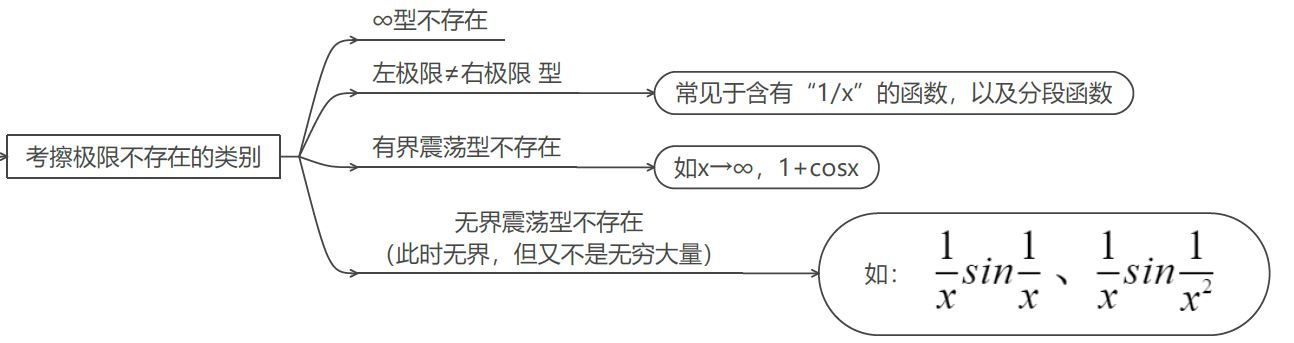 ∞型不存在
左极限≠右极限 型
常见于含有“1/x”的函数，以及分段函数
考擦极限不存在的类别
有界震荡型不存在
如x→∞，1+cosx
无界震荡型不存在
（此时无界，但又不是无穷大量）
如： \frac{1}{x}sin\frac{1}{x}、\frac{1}{x}sin\frac{1}{x^2}